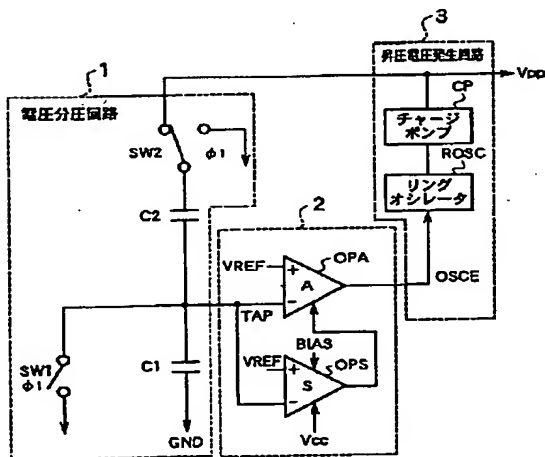 1
電圧分圧回路
SW2
φ1
C2
SW1
φ1
C1
GND
2
VREF
+
A
-
OPA
TAP
BIAS
VREF
+
S
-
OPS
Vcc
3
昇圧電圧発生回路
Vpp
CP
チャージ
ポンプ
ROSC
リング
オシレータ
OSCE